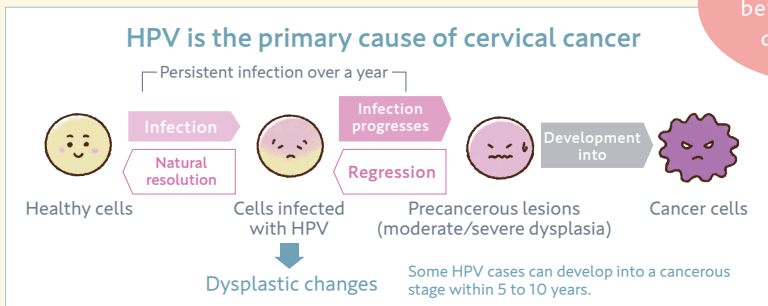 be
HPV is the primary cause of cervical cancer
Persistent infection over a year
Infection
Infection
progresses
Development
into
Natural
resolution
Regression
Healthy cells
Cells infected
with HPV
Precancerous lesions
(moderate/severe dysplasia)
Cancer cells
Dysplastic changes
Some HPV cases can develop into a cancerous
stage within 5 to 10 years.